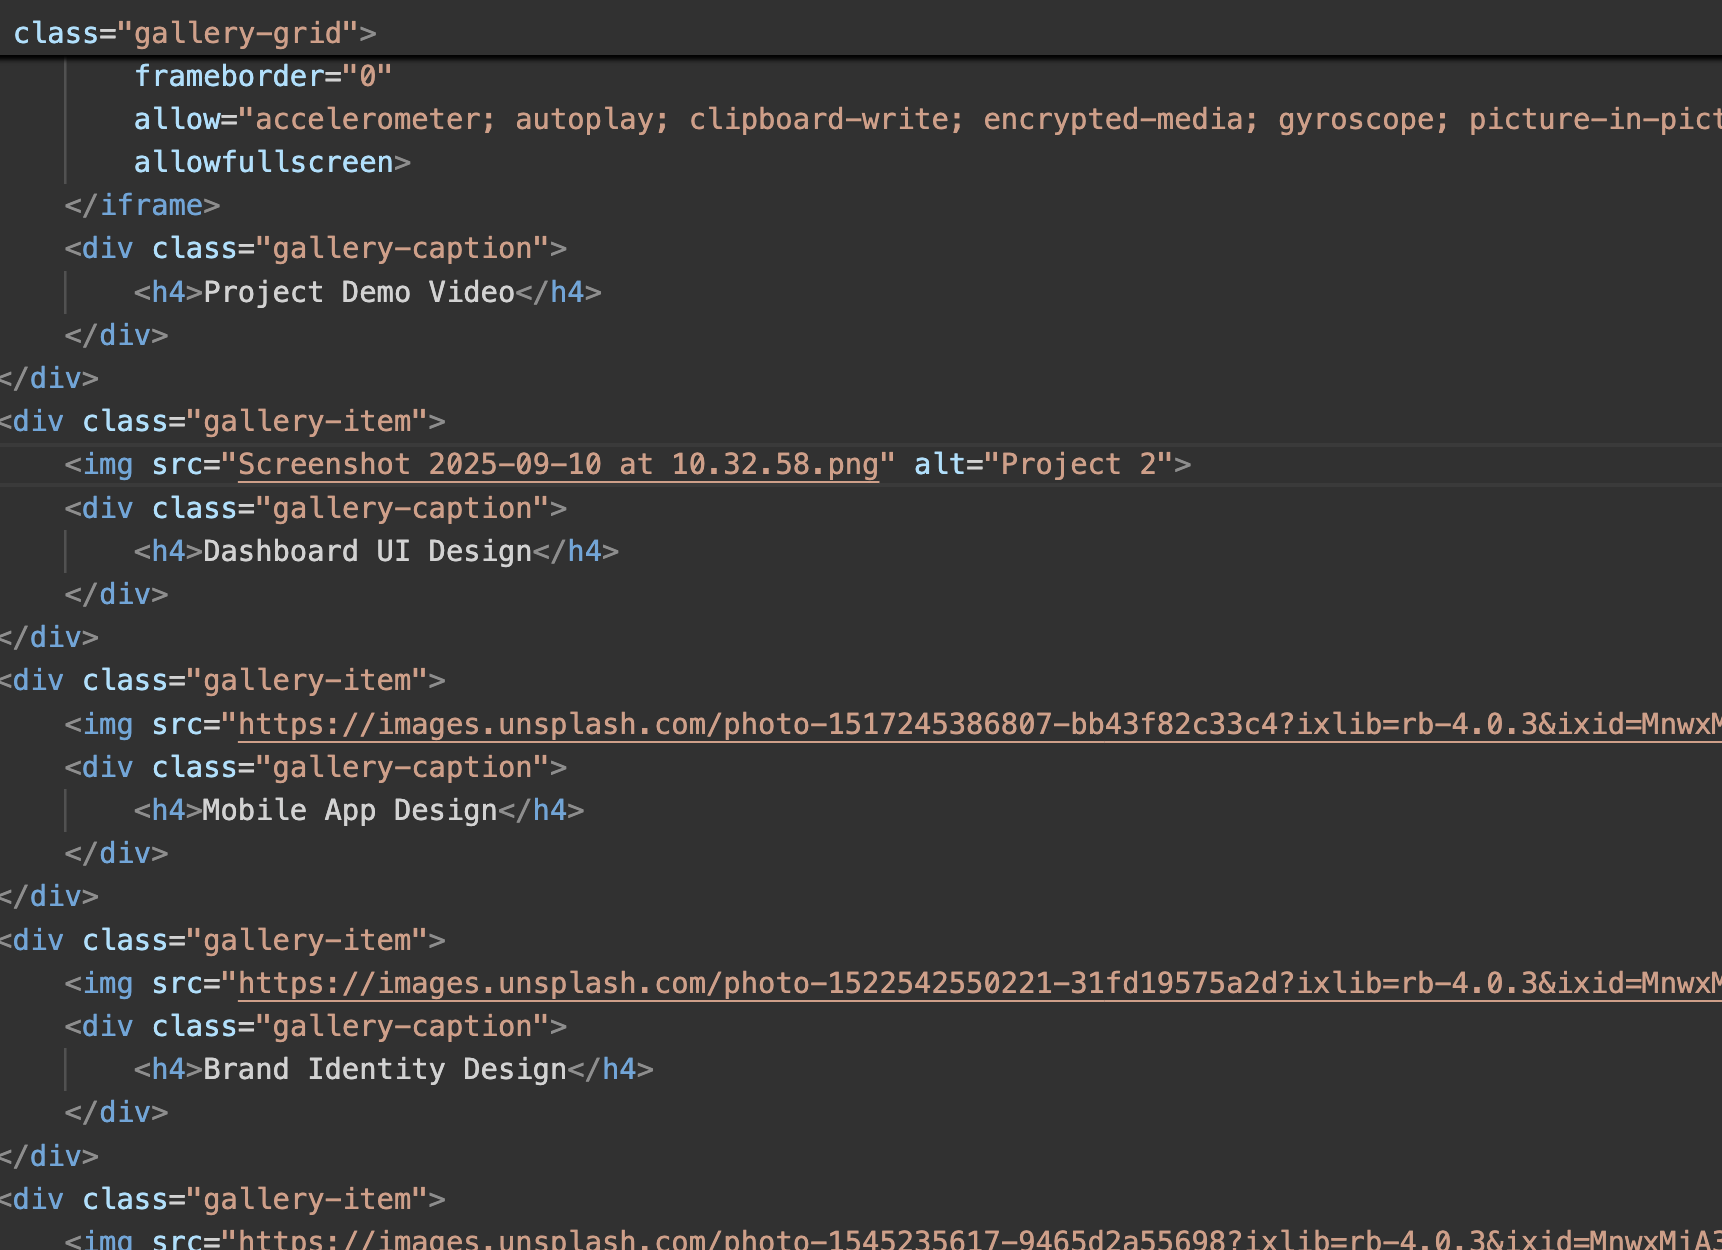 class="gallery-grid">
frameborder="0"
allow="accelerometer; autoplay; clipboard-write; encrypted-media; gyroscope; picture-in-pict
allowfullscreen>
</iframe>
<div class="gallery-caption">
<h4>Project Demo Video</h4>
</div>
</div>
<div class="gallery-item">
<img src="Screenshot 2025-09-10 at 10.32.58.png" alt="Project 2">
<div class="gallery-caption">
<h4>Dashboard UI Design</h4>
</div>
</div>
<div class="gallery-item">
<img src="https://images.unsplash.com/photo-1517245386807-bb43f82c33c4?ixlib=rb-4.0.3&ixid=MnwxM
<div class="gallery-caption">
<h4>Mobile App Design</h4>
</div>
</div>
<div class="gallery-item">
<img src="https://images.unsplash.com/photo-1522542550221-31fd19575a2d?ixlib=rb-4.0.3&ixid=MnwxM
<div class="gallery-caption">
<h4>Brand Identity Design</h4>
</div>
</div>
<div class="gallery-item">
<img src="https://images.unsplash.com/photo-1545235617-9465d2a55698?ixlib=rb-4.0.3&ixid=MnwxMjA3